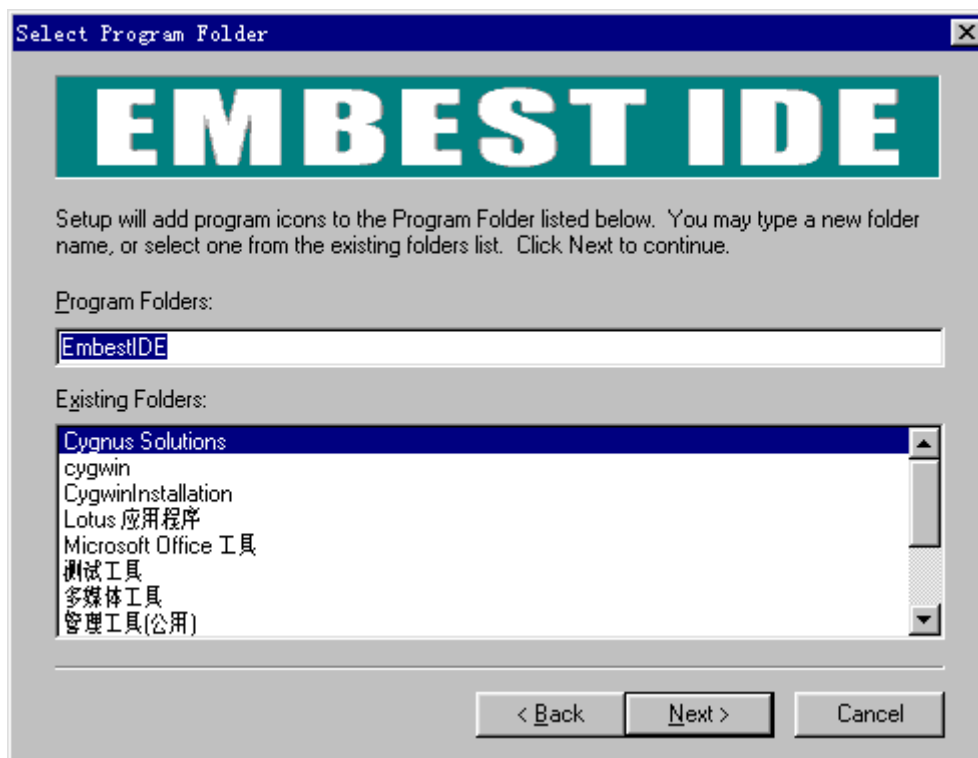 Select Program Folder
EMBEST IDE
Setup will add program icons to the Program Folder listed below.  You may type a new folder
name, or select one from the existing folders list.  Click Next to continue.
Program Folders:
EmbestIDE
Existing Folders:
Cygnus Solutions
cygwin
CygwinInstallation
Lotus 应用程序
Microsoft Office 工具
测试工具
多媒体工具
管理工具(公用)
< Back
Next >
Cancel